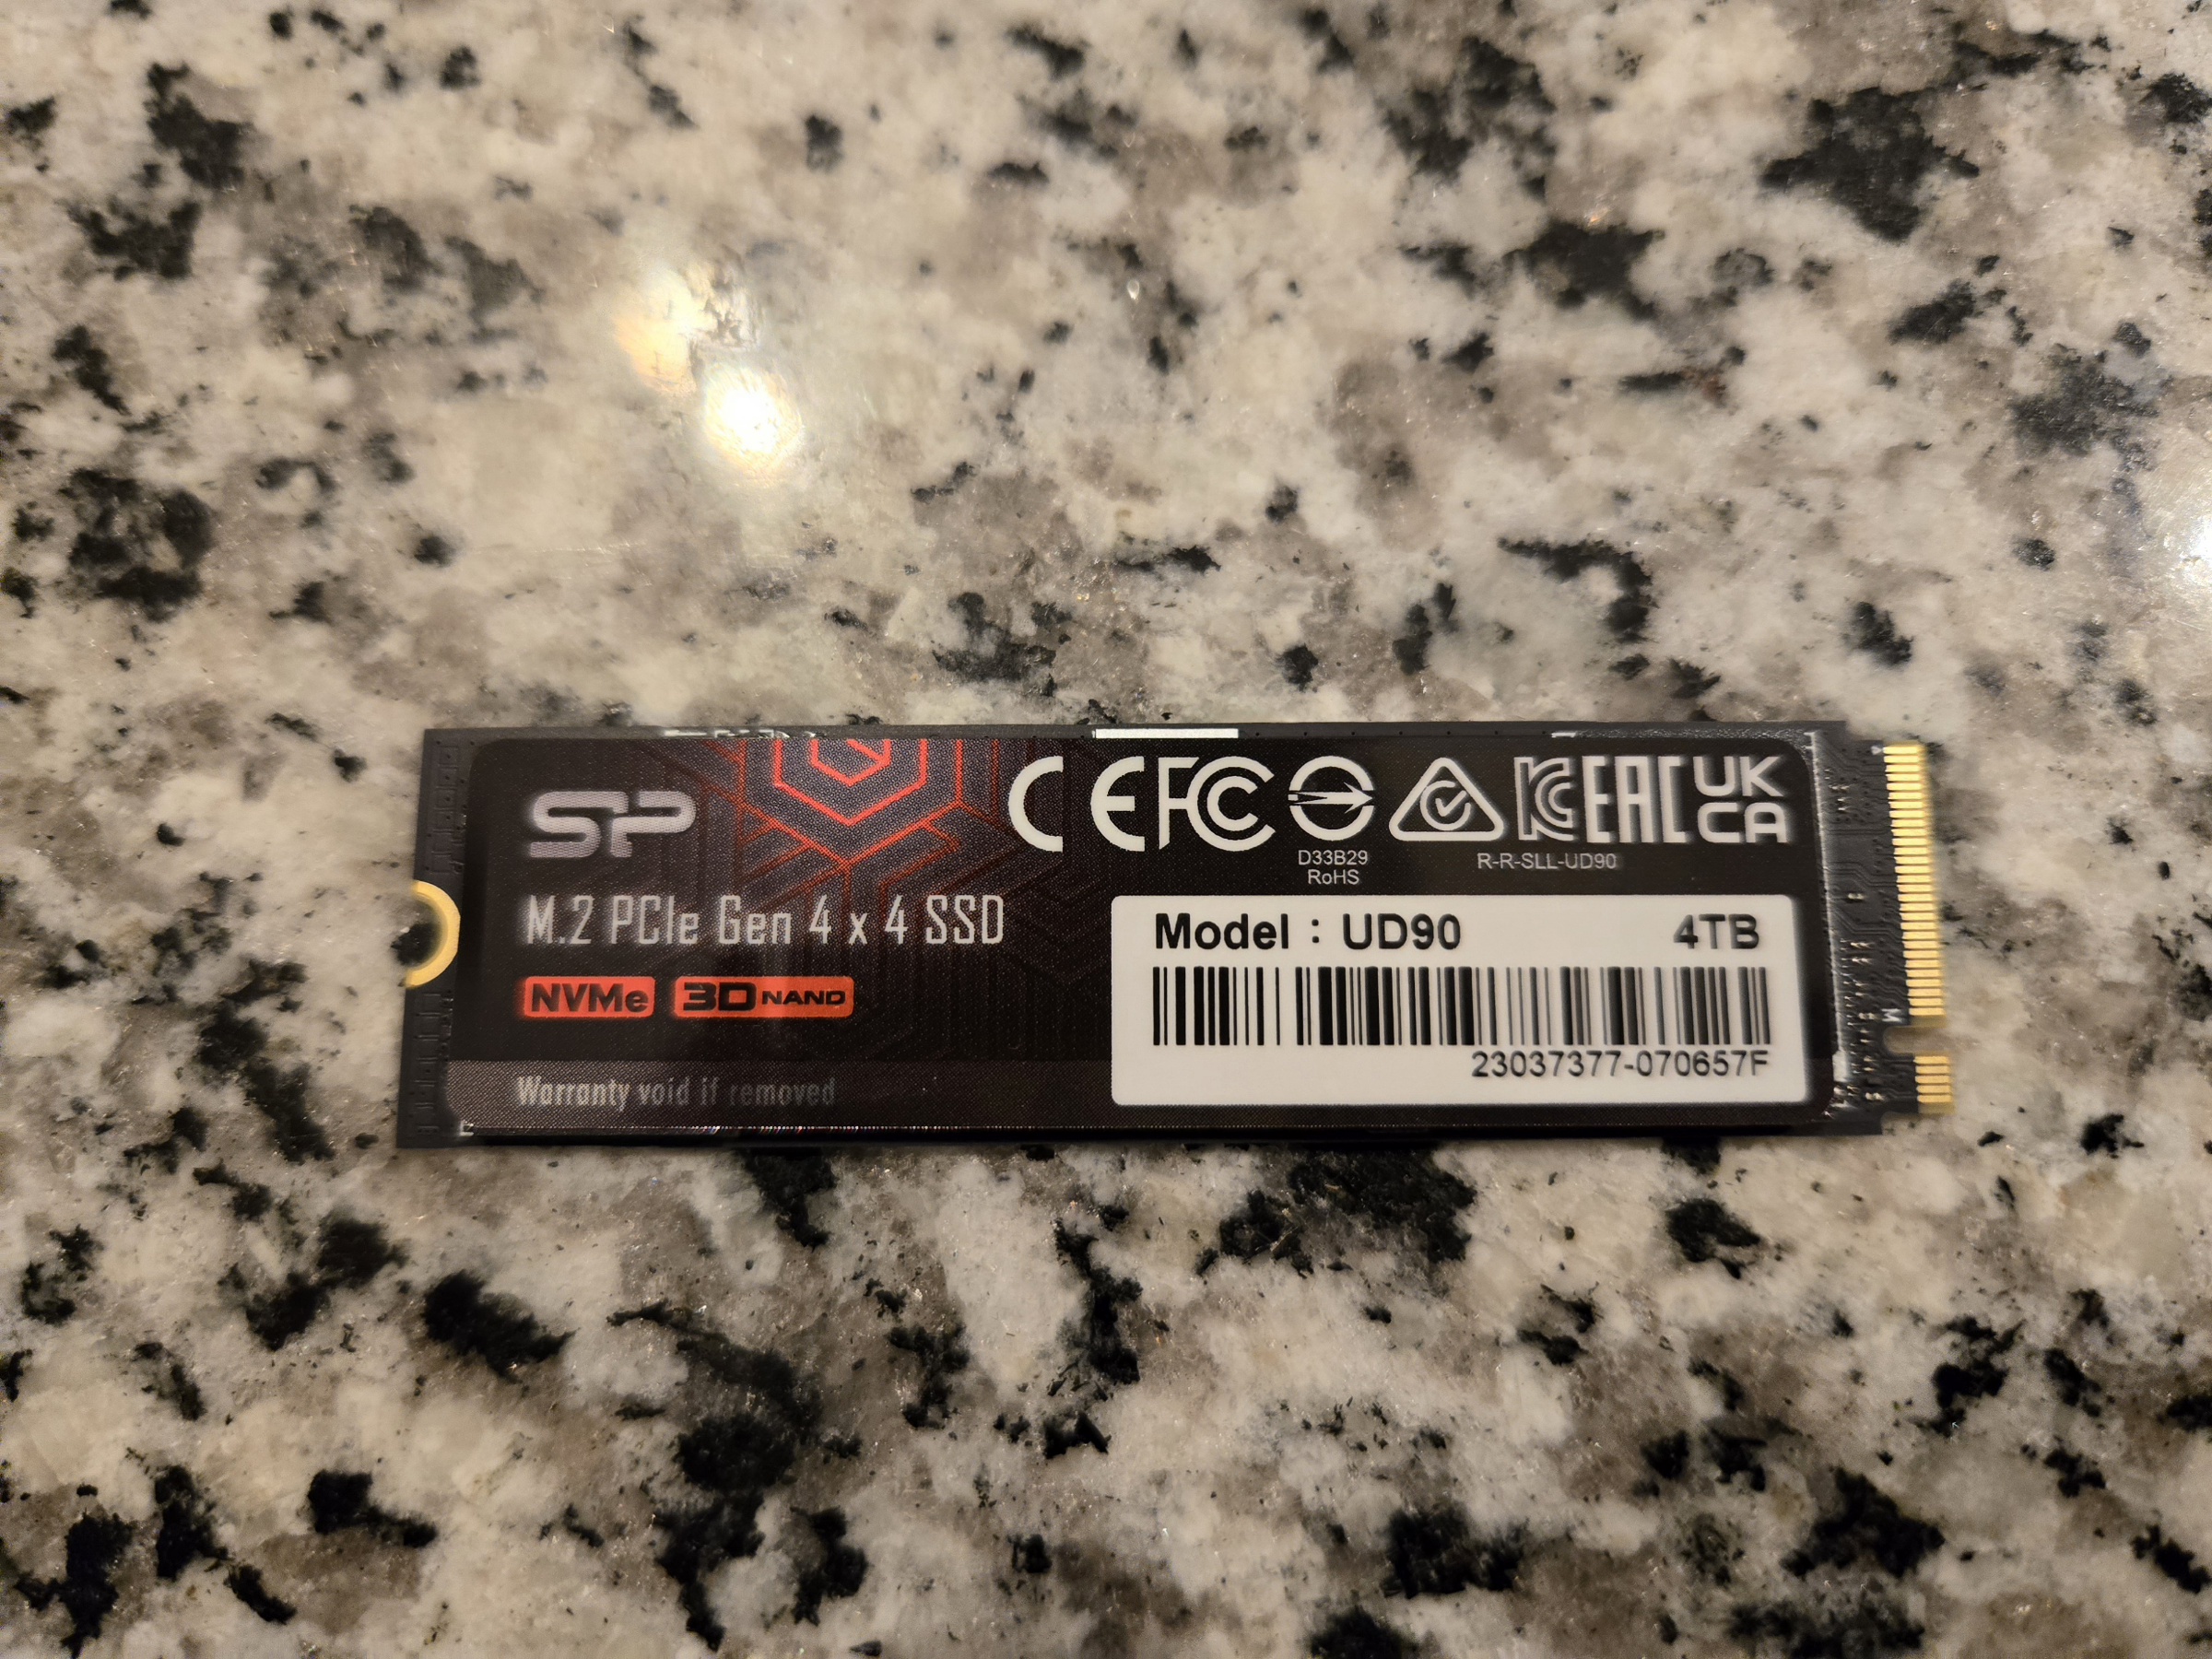 SP
M.2 PCIe Gen 4 x 4 SSD
NVMe 3D NAND
Warranty void if removed
CE FC KC EAC UK CA
D33B29
RoHS
R-R-SLL-UD90
Model : UD90 4TB
23037377-070657F
M